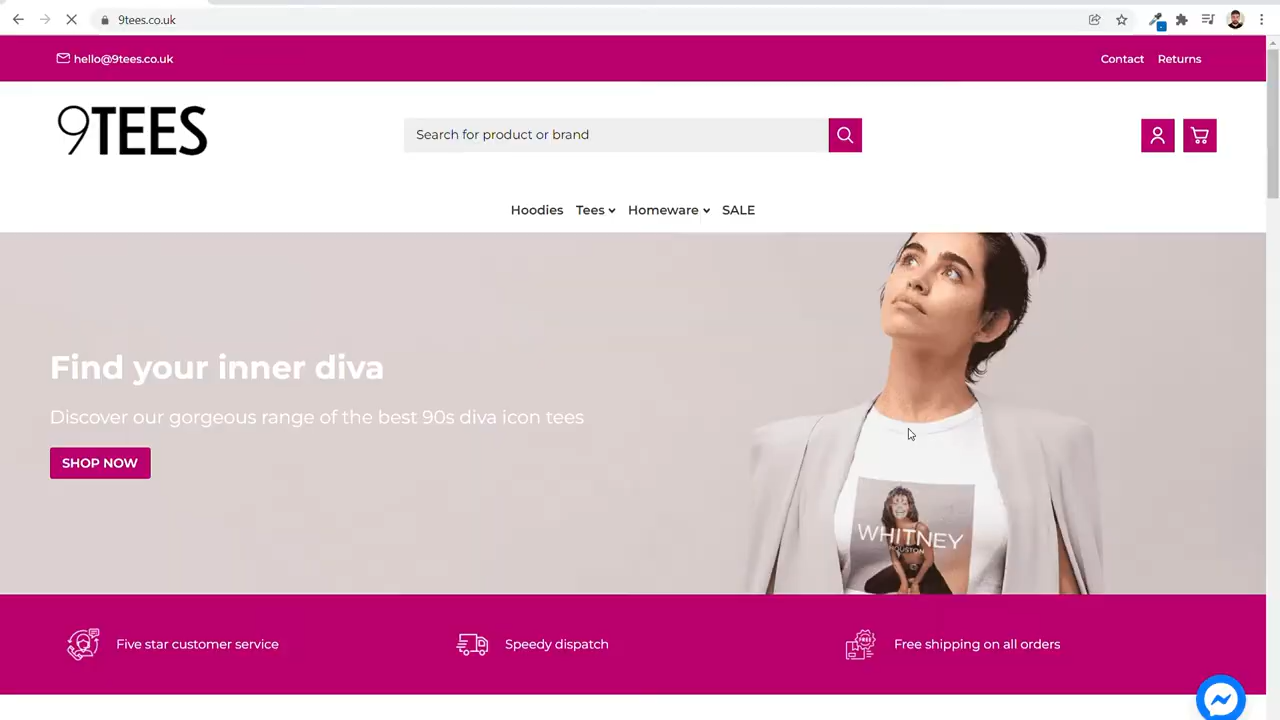 9tees.co.uk
hello@9tees.co.uk
Contact
Returns
9TEES
Search for product or brand
Hoodies
Tees
Homeware
SALE
Find your inner diva
Discover our gorgeous range of the best 90s diva icon tees
SHOP NOW
WHITNEY
HOUSTON
Five star customer service
Speedy dispatch
FREE
Free shipping on all orders